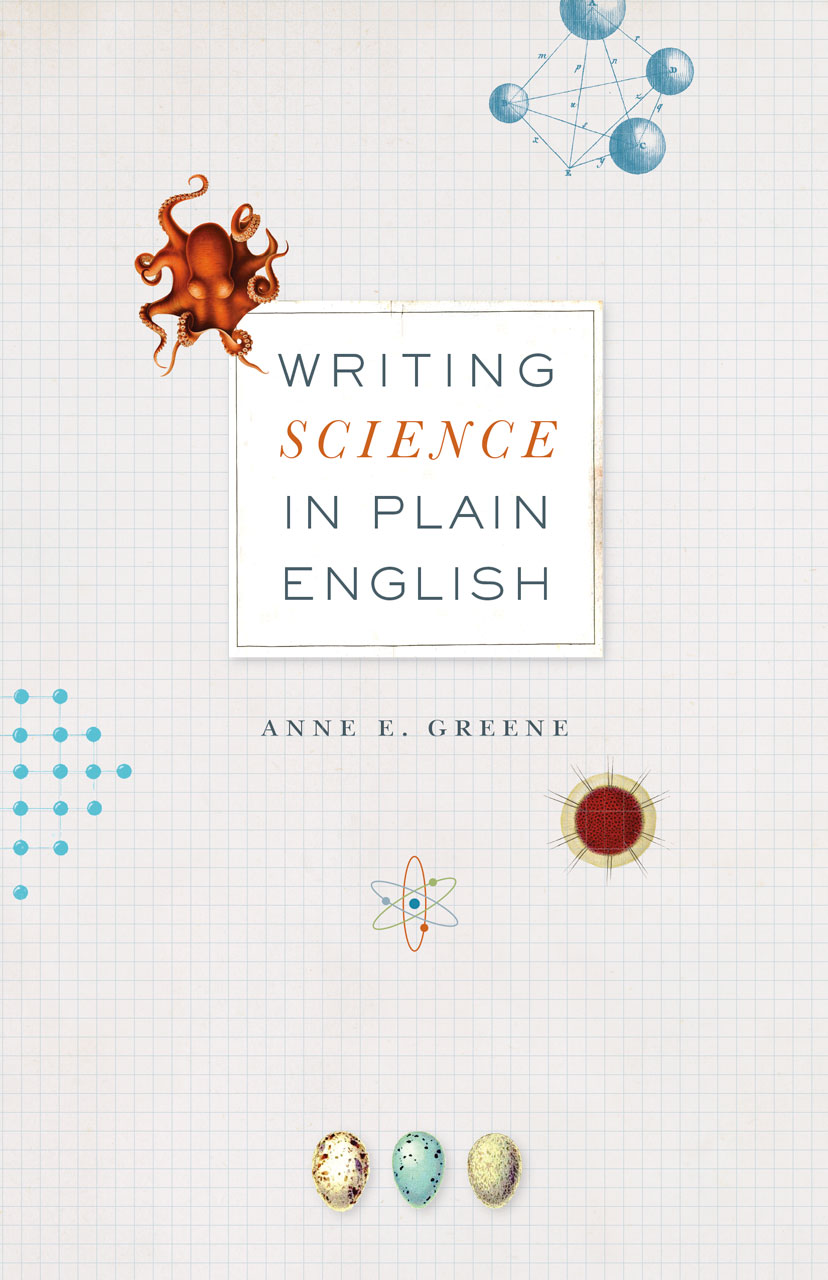 A
m
r
p
n
D
z
q
u
e
C
x
y
WRITING
SCIENCE
IN PLAIN
ENGLISH
ANNE E. GREENE